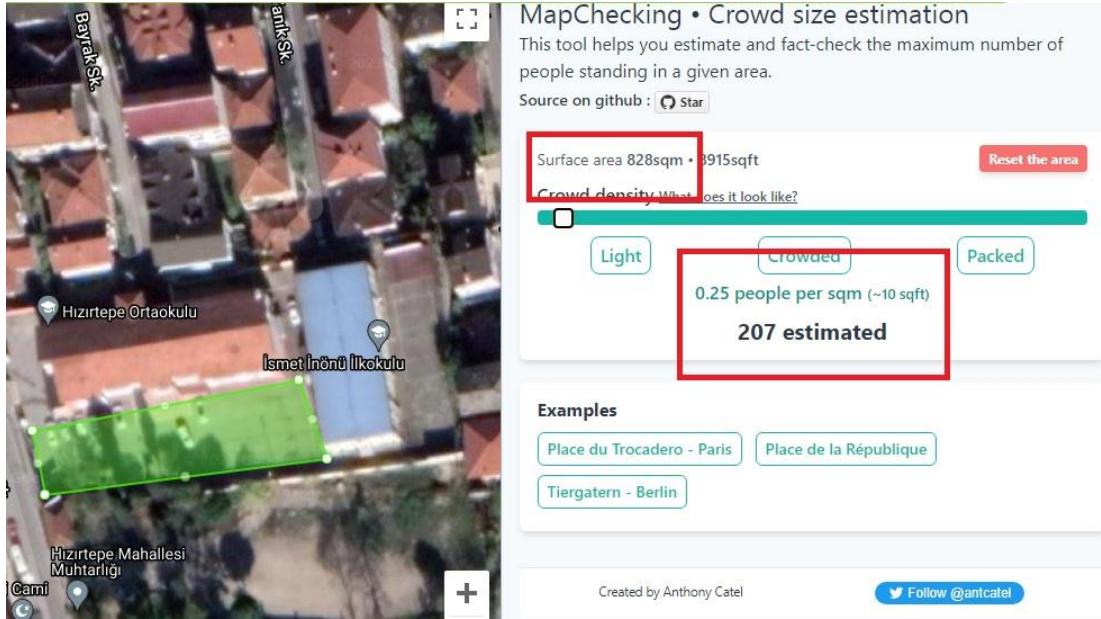 Bayrak Sk.
anik Sk.
Hızırtepe Ortaokulu
İsmet İnönü İlkokulu
Hızırtepe Mahallesi
Muhtarlığı
Cami
MapChecking • Crowd size estimation
This tool helps you estimate and fact-check the maximum number of
people standing in a given area.
Source on github : Star
Surface area 828sqm • 8915sqft
Reset the area
Crowd density What does it look like?
Light
Crowded
Packed
0.25 people per sqm (~10 sqft)
207 estimated
Examples
Place du Trocadero - Paris
Place de la République
Tiergatern - Berlin
Created by Anthony Catel
Follow @antcatel